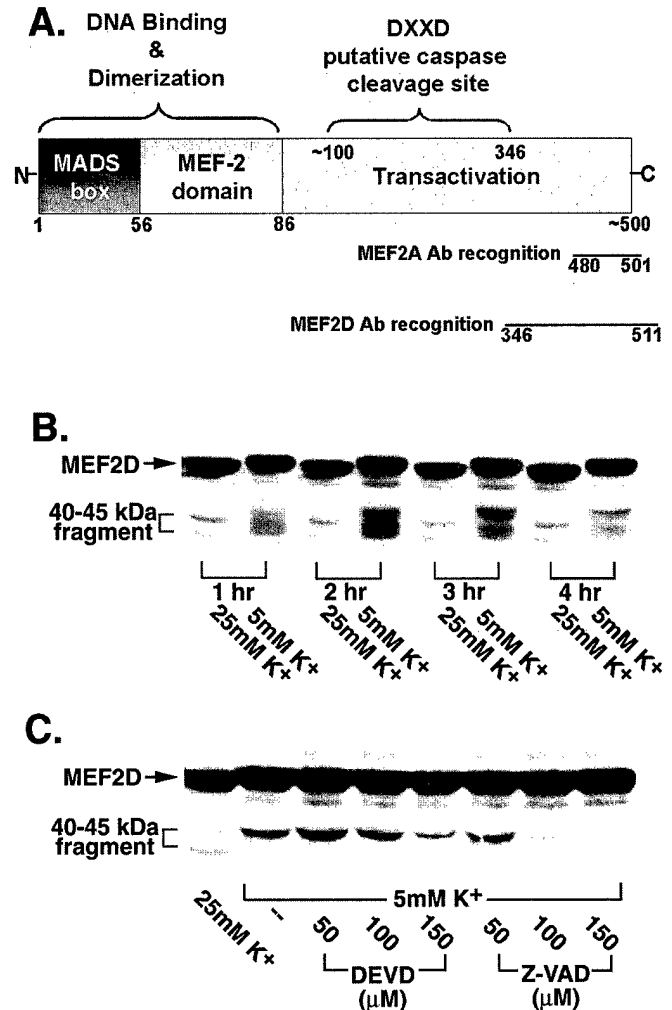 A.
DNA Binding
&
Dimerization
DXXD
putative caspase
cleavage site
~100 346
N MADS box MEF-2 domain Transactivation C
1 56 86 ~500
MEF2A Ab recognition 480 501
MEF2D Ab recognition 346 511
B.
MEF2D
40-45 kDa
fragment
1 hr 2 hr 3 hr 4 hr
25mM K+ 5mM K+ 25mM K+ 5mM K+ 25mM K+ 5mM K+ 25mM K+ 5mM K+
C.
MEF2D
40-45 kDa
fragment
25mM K+ 5mM K+
-- 50 100 150 50 100 150
DEVD Z-VAD
(μM) (μM)